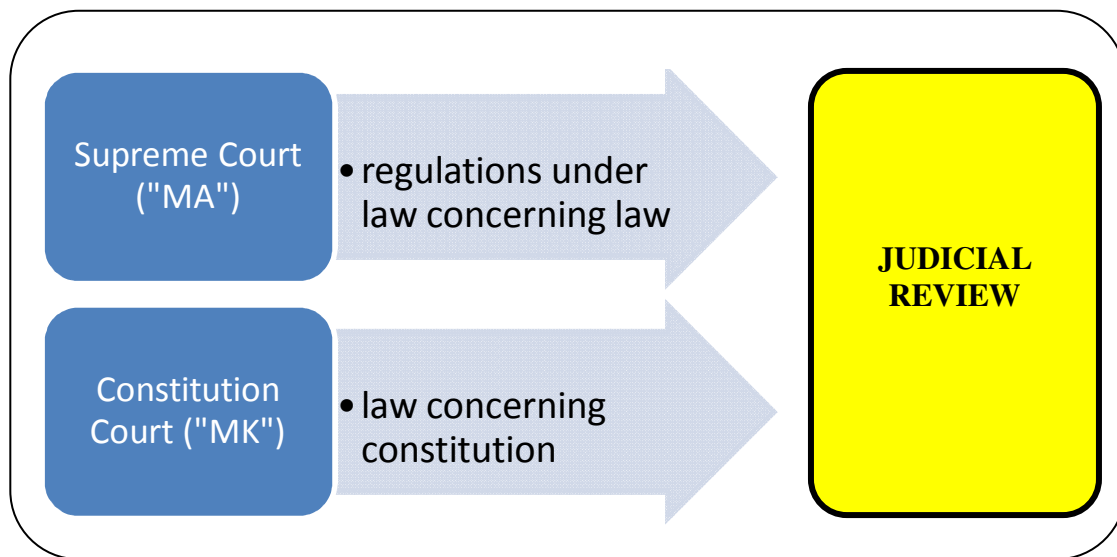 Supreme Court
("MA")
• regulations under
law concerning law
Constitution
Court ("MK")
• law concerning
constitution
JUDICIAL
REVIEW